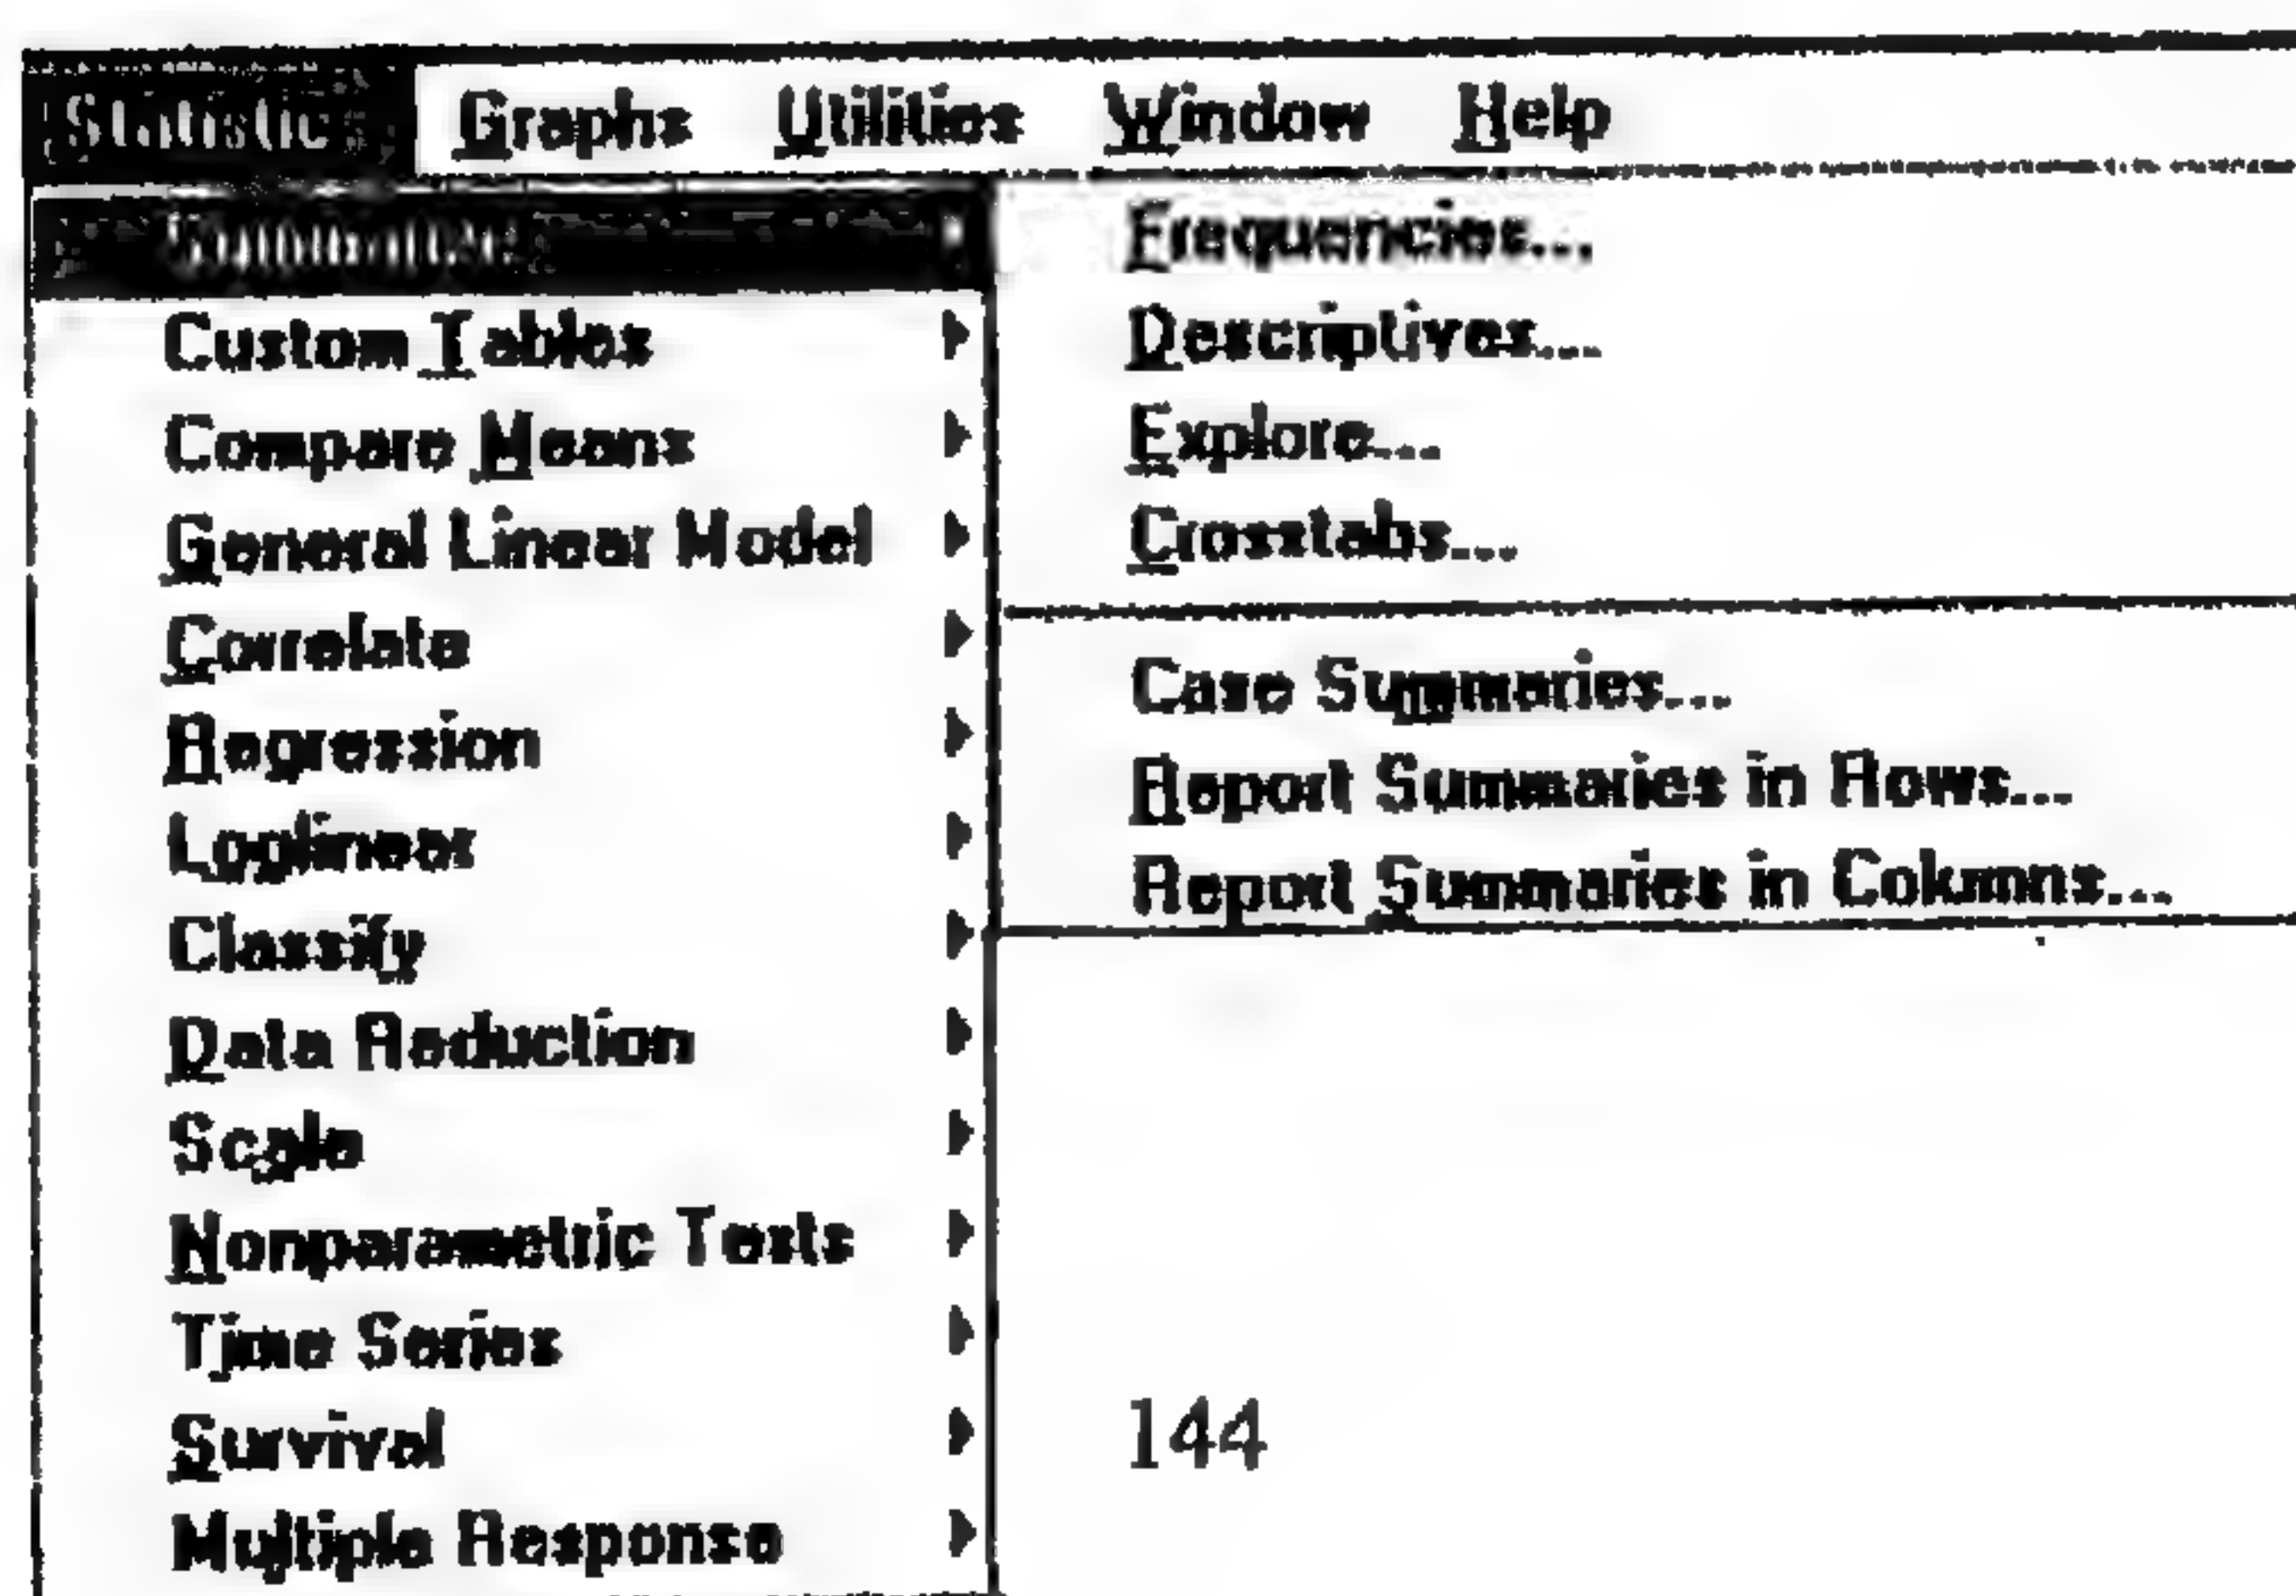 Statistics Graphs Utilities Window Help
Frequencies...
Custom Tables
Descriptives...
Compare Means
Explore...
General Linear Model
Crosstabs...
Correlate
Case Summaries...
Regression
Report Summaries in Rows...
Loglinear
Report Summaries in Columns...
Classify
Data Reduction
Scale
Nonparametric Tests
Time Series
Survival
144
Multiple Response